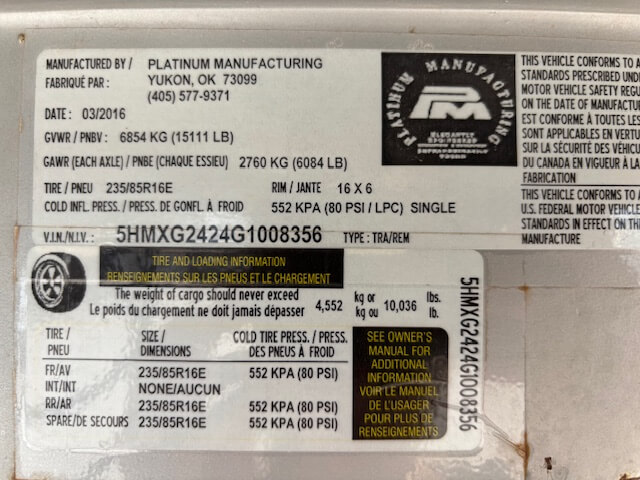 MANUFACTURED BY / PLATINUM MANUFACTURING
FABRIQUÉ PAR : YUKON, OK 73099
(405) 577-9371
DATE : 03/2016
GVWR / PNBV : 6854 KG (15111 LB)
GAWR (EACH AXLE) / PNBE (CHAQUE ESSIEU) 2760 KG (6084 LB)
TIRE / PNEU 235/85R16E RIM / JANTE 16 X 6
COLD INFL. PRESS. / PRESS. DE GONFL. À FROID 552 KPA (80 PSI / LPC) SINGLE
V.I.N./N.I.V. : 5HMXG2424G1008356 TYPE : TRA/REM
PLATINUM MANUFACTURING
PM
THIS VEHICLE CONFORMS TO A
STANDARDS PRESCRIBED UND
MOTOR VEHICLE SAFETY REGU
ON THE DATE OF MANUFACTU
EST CONFORME À TOUTES LES
SONT APPLICABLES EN VERTU
SUR LA SÉCURITÉ DES VÉHICU
DU CANADA EN VIGUEUR À LA
FABRICATION
THIS VEHICLE CONFORMS TO A
U.S. FEDERAL MOTOR VEHICLE
STANDARDS IN EFFECT ON TH
MANUFACTURE
TIRE AND LOADING INFORMATION
RENSEIGNEMENTS SUR LES PNEUS ET LE CHARGEMENT
The weight of cargo should never exceed
Le poids du chargement ne doit jamais dépasser
4,552 kg or 10,036 lbs.
kg ou lb.
TIRE / SIZE / COLD TIRE PRESS. / PRESS.
PNEU DIMENSIONS DES PNEUS À FROID
FR/AV 235/85R16E 552 KPA (80 PSI)
INT/INT NONE/AUCUN
RR/AR 235/85R16E 552 KPA (80 PSI)
SPARE/DE SECOURS 235/85R16E 552 KPA (80 PSI)
SEE OWNER'S
MANUAL FOR
ADDITIONAL
INFORMATION
VOIR LE MANUEL
DE L'USAGER
POUR PLUS DE
RENSEIGNEMENTS
5HMXG2424G1008356